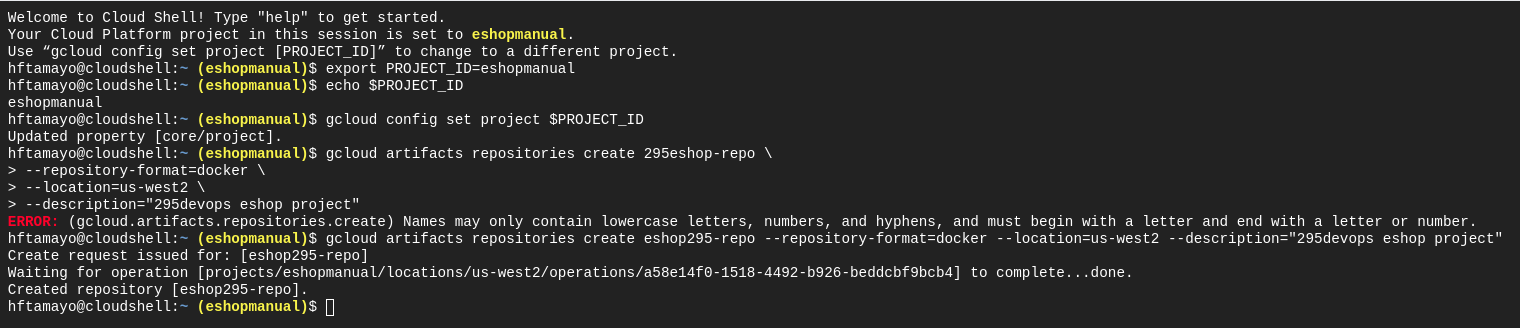 Welcome to Cloud Shell! Type "help" to get started.
Your Cloud Platform project in this session is set to eshopmanual.
Use “gcloud config set project [PROJECT_ID]” to change to a different project.
hftamayo@cloudshell:~ (eshopmanual)$ export PROJECT_ID=eshopmanual
hftamayo@cloudshell:~ (eshopmanual)$ echo $PROJECT_ID
eshopmanual
hftamayo@cloudshell:~ (eshopmanual)$ gcloud config set project $PROJECT_ID
Updated property [core/project].
hftamayo@cloudshell:~ (eshopmanual)$ gcloud artifacts repositories create 295eshop-repo \
> --repository-format=docker \
> --location=us-west2 \
> --description="295devops eshop project"
ERROR: (gcloud.artifacts.repositories.create) Names may only contain lowercase letters, numbers, and hyphens, and must begin with a letter and end with a letter or number.
hftamayo@cloudshell:~ (eshopmanual)$ gcloud artifacts repositories create eshop295-repo --repository-format=docker --location=us-west2 --description="295devops eshop project"
Create request issued for: [eshop295-repo]
Waiting for operation [projects/eshopmanual/locations/us-west2/operations/a58e14f0-1518-4492-b926-beddcbf9bcb4] to complete...done.
Created repository [eshop295-repo].
hftamayo@cloudshell:~ (eshopmanual)$